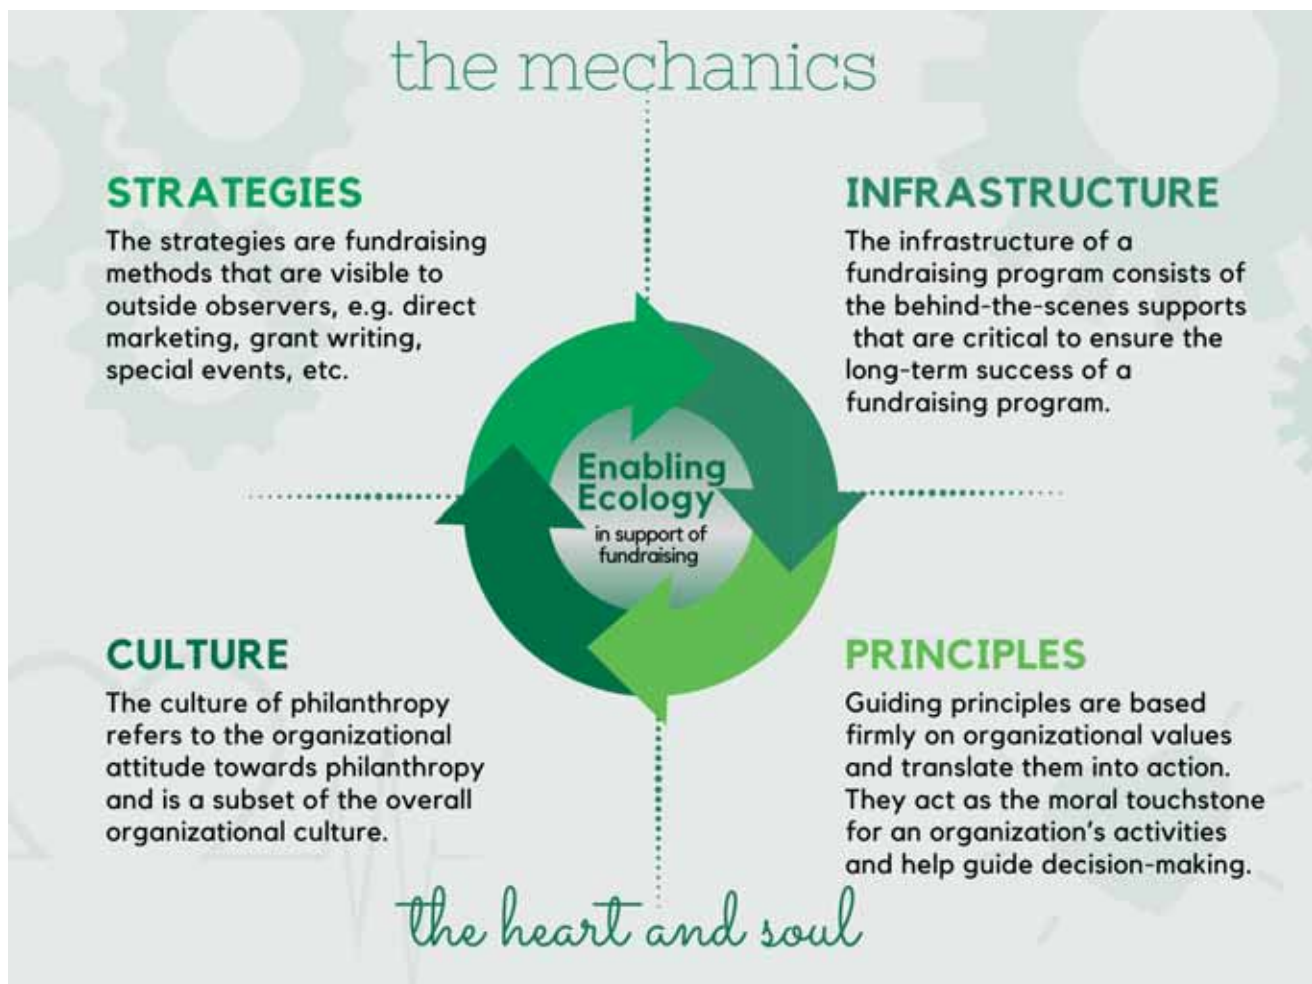 the mechanics
STRATEGIES
The strategies are fundraising
methods that are visible to
outside observers, e.g. direct
marketing, grant writing,
special events, etc.
INFRASTRUCTURE
The infrastructure of a
fundraising program consists of
the behind-the-scenes supports
that are critical to ensure the
long-term success of a
fundraising program.
Enabling
Ecology
in support of
fundraising
CULTURE
The culture of philanthropy
refers to the organizational
attitude towards philanthropy
and is a subset of the overall
organizational culture.
PRINCIPLES
Guiding principles are based
firmly on organizational values
and translate them into action.
They act as the moral touchstone
for an organization's activities
and help guide decision-making.
the heart and soul